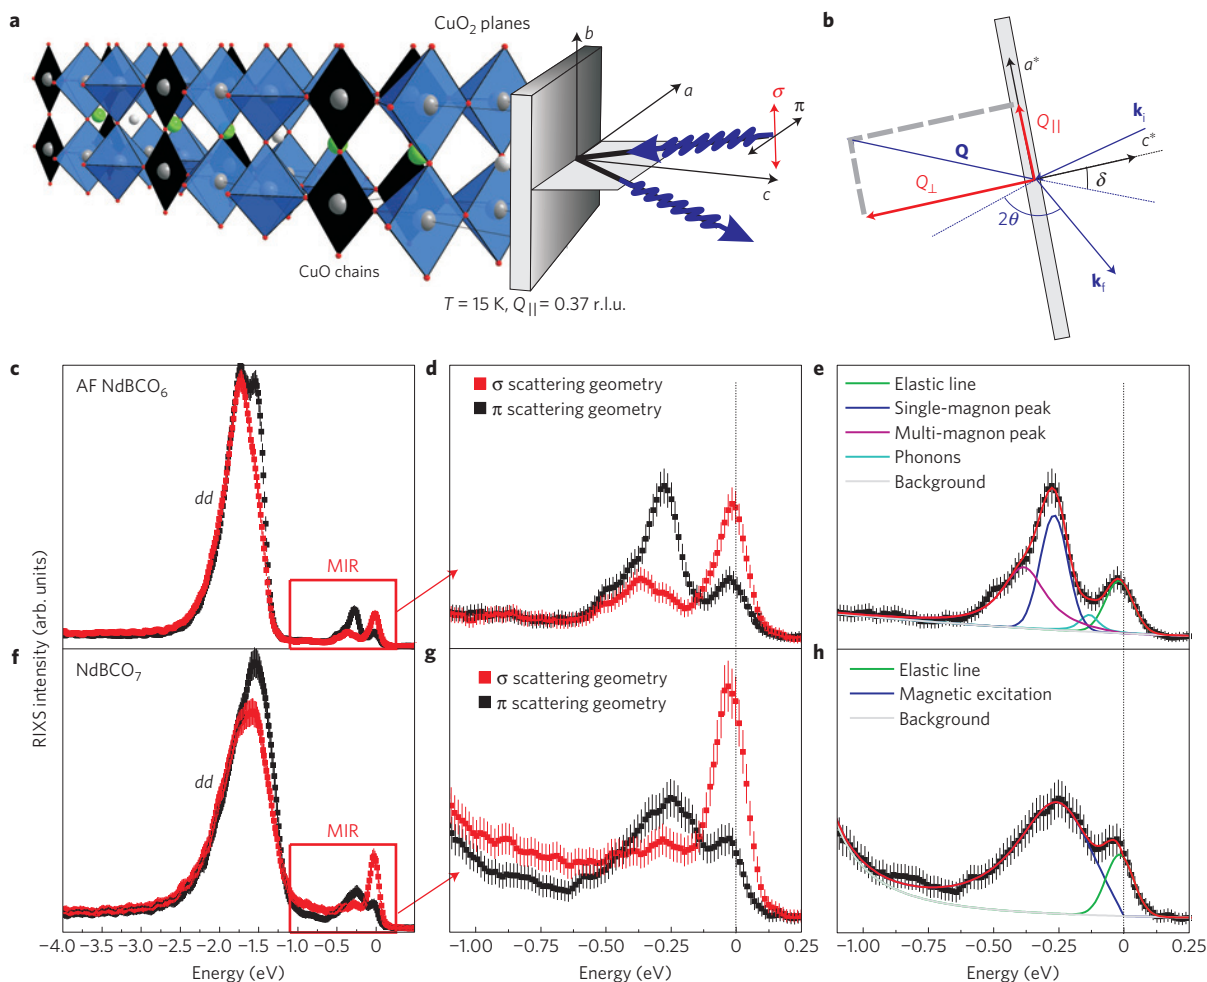 a
CuO2 planes
b
a
σ
π
c
CuO chains
T = 15 K, Q|| = 0.37 r.l.u.
b
a*
Q||
ki
c*
Q
Q⊥
δ
2θ
kf
c
AF NdBCO6
dd
MIR
d
σ scattering geometry
π scattering geometry
e
Elastic line
Single-magnon peak
Multi-magnon peak
Phonons
Background
RIXS intensity (arb. units)
f
NdBCO7
dd
MIR
−4.0 −3.0 −2.5 −2.0 −1.5 −1.0 −0.5 0
Energy (eV)
g
σ scattering geometry
π scattering geometry
−1.00 −0.75 −0.50 −0.25 0 0.25
Energy (eV)
h
Elastic line
Magnetic excitation
Background
−1.00 −0.75 −0.50 −0.25 0 0.25
Energy (eV)